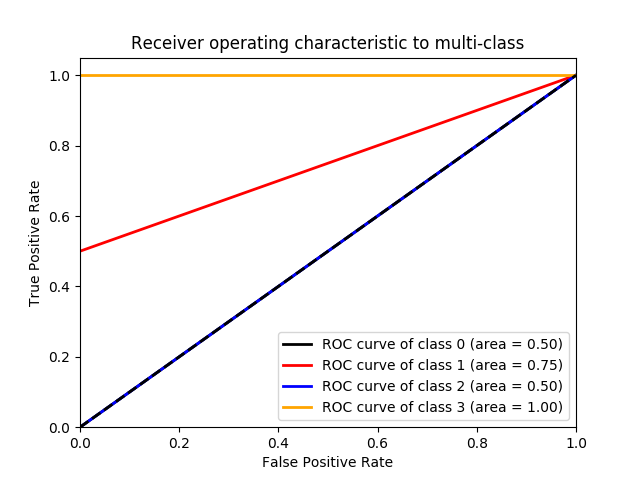 Receiver operating characteristic to multi-class
1.0
0.8
0.6
0.4
0.2
0.0
True Positive Rate
ROC curve of class 0 (area = 0.50)
ROC curve of class 1 (area = 0.75)
ROC curve of class 2 (area = 0.50)
ROC curve of class 3 (area = 1.00)
0.0 0.2 0.4 0.6 0.8 1.0
False Positive Rate